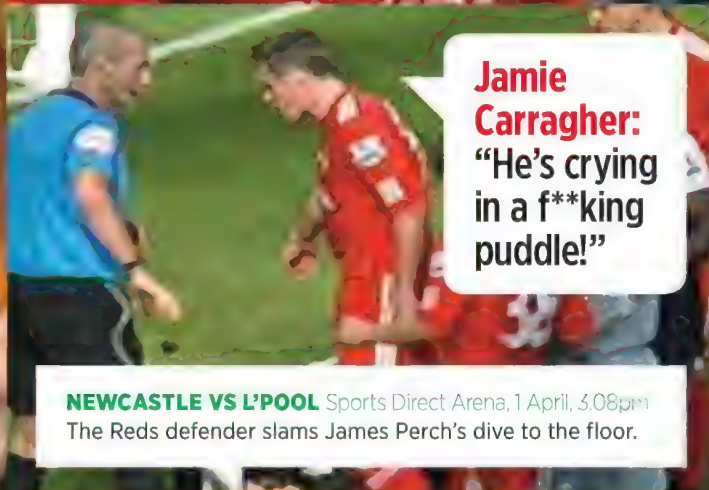 Jamie
Carragher:
“He’s crying
in a f**king
puddle!”
NEWCASTLE VS L’POOL Sports Direct Arena, 1 April, 3.08pm
The Reds defender slams James Perch’s dive to the floor.